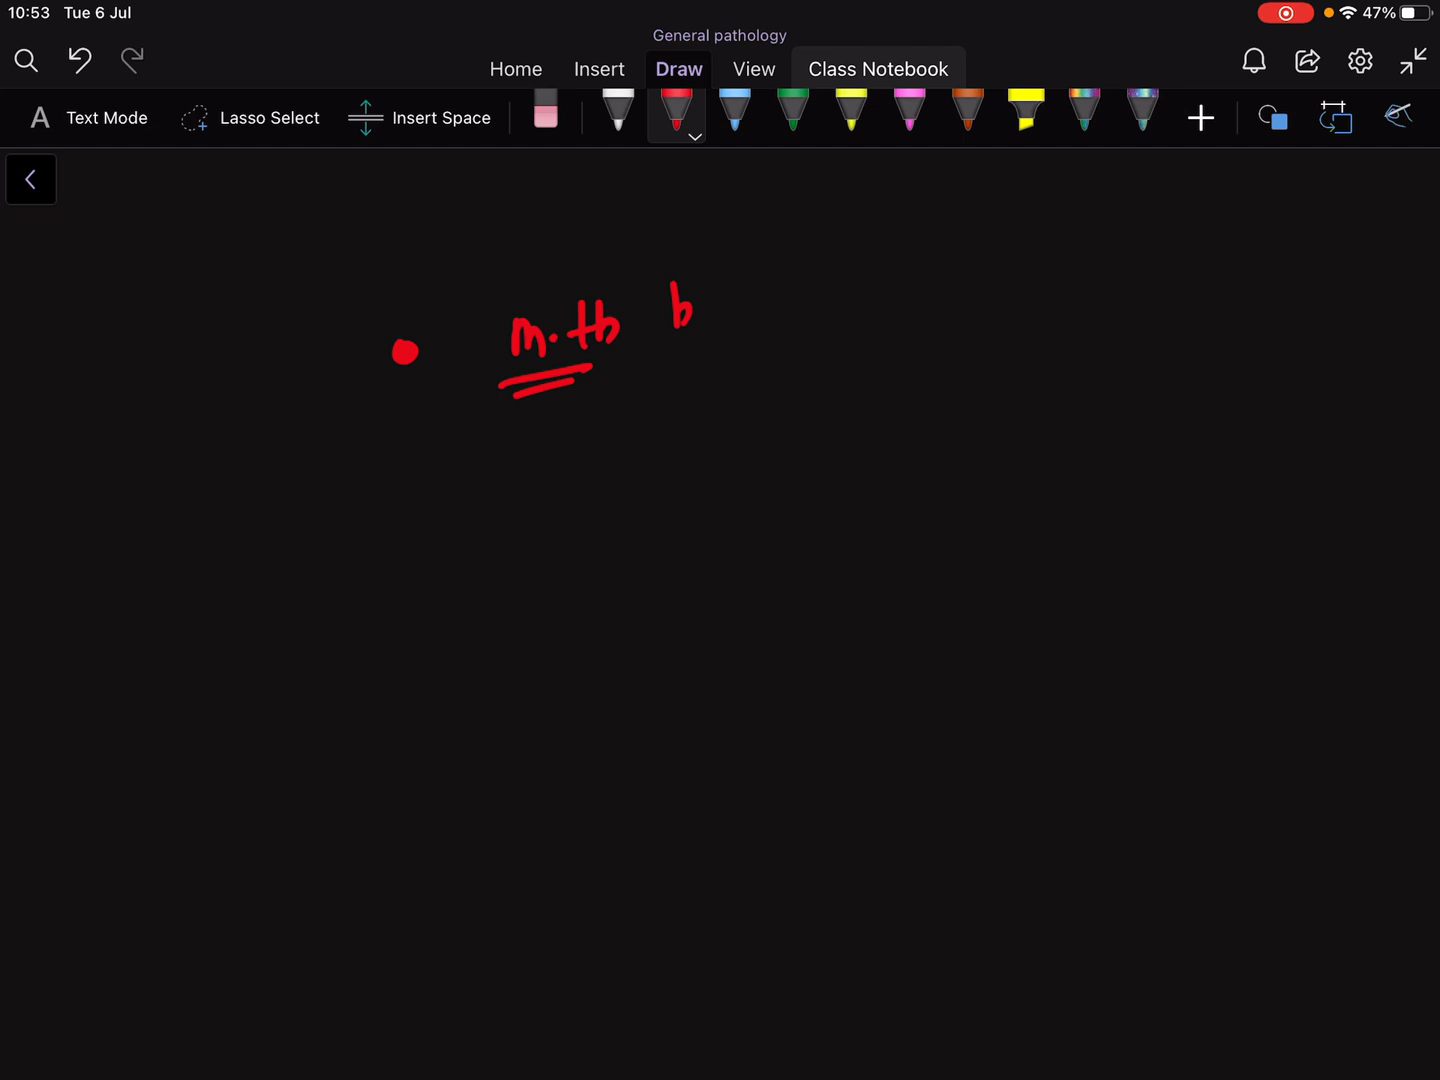 10:53 Tue 6 Jul
47%
General pathology
Home Insert Draw View Class Notebook
A Text Mode Lasso Select Insert Space
m.tb b